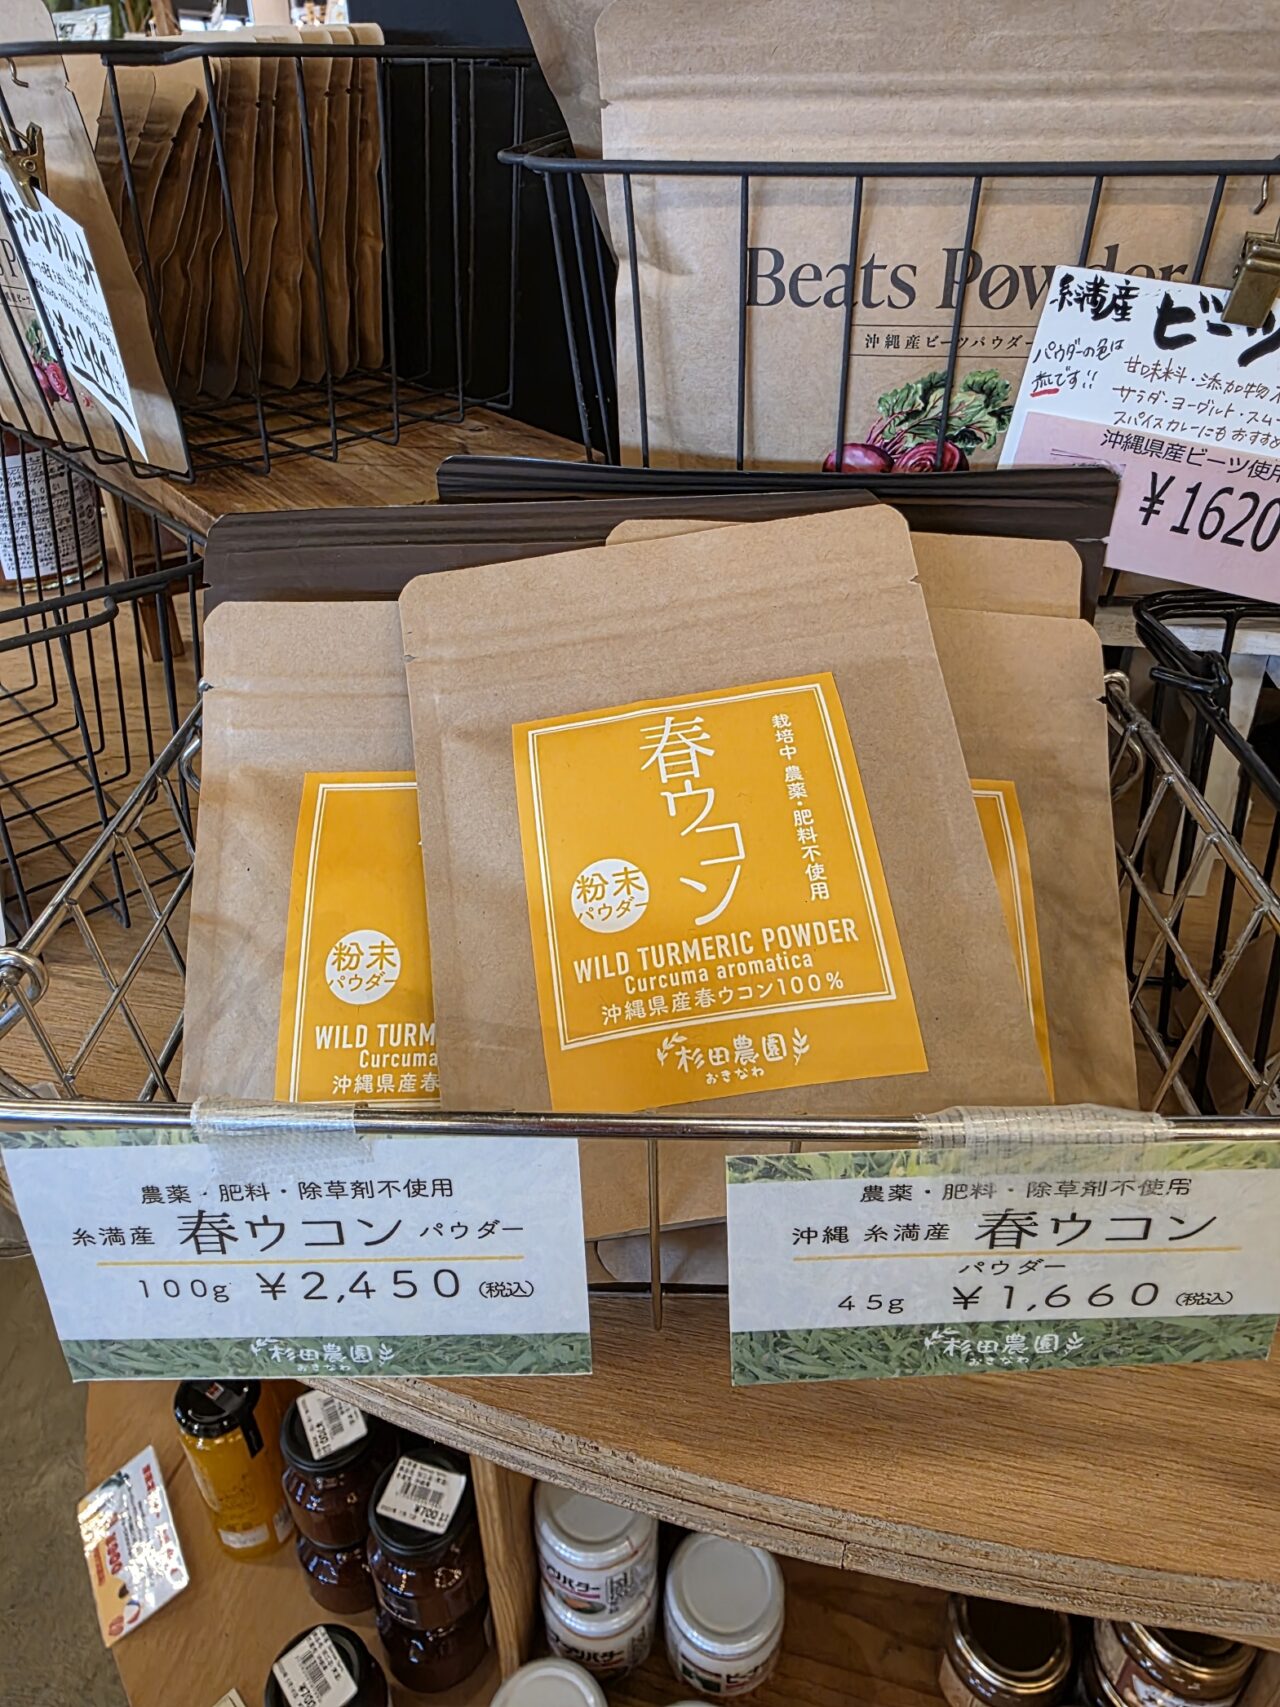 Beats Powder
沖縄産ビーツパウダー
糸満産 ビーツ
パウダーの色は
赤です!!
甘味料・添加物
サラダ・ヨーグルト・スム
スパイスカレーにもおすすめ
沖縄県産ビーツ使用
¥1620
栽培中 農薬・肥料不使用
春ウコン
粉末
パウダー
WILD TURMERIC POWDER
Curcuma aromatica
沖縄県産春ウコン100%
杉田農園
おきなわ
粉末
パウダー
WILD TURM
Curcuma
沖縄県産春
農薬・肥料・除草剤不使用
糸満産 春ウコン パウダー
100g ¥2,450 (税込)
杉田農園
おきなわ
農薬・肥料・除草剤不使用
沖縄 糸満産 春ウコン
パウダー
45g ¥1,660 (税込)
杉田農園
おきなわ
¥700